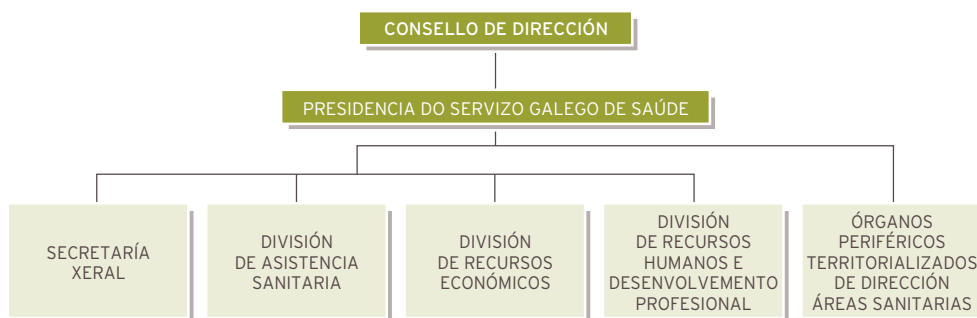 CONSELLO DE DIRECCIÓN
PRESIDENCIA DO SERVIZO GALEGO DE SAÚDE
SECRETARÍA
XERAL
DIVISIÓN
DE ASISTENCIA
SANITARIA
DIVISIÓN
DE RECURSOS
ECONÓMICOS
DIVISIÓN
DE RECURSOS
HUMANOS E
DESENVOLVEMENTO
PROFESIONAL
ÓRGANOS
PERIFÉRICOS
TERRITORIALIZADOS
DE DIRECCIÓN
ÁREAS SANITARIAS